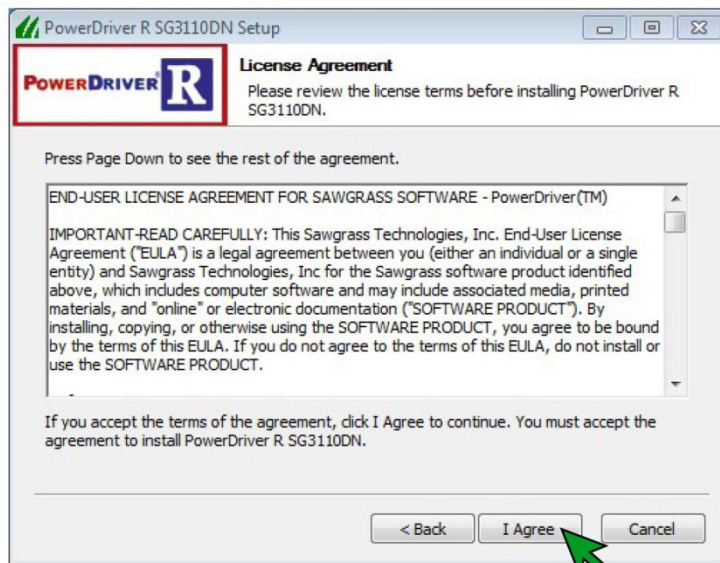 PowerDriver R SG3110DN Setup
POWERDRIVER® R
License Agreement
Please review the license terms before installing PowerDriver R
SG3110DN.
Press Page Down to see the rest of the agreement.
END-USER LICENSE AGREEMENT FOR SAWGRASS SOFTWARE - PowerDriver(TM)
IMPORTANT-READ CAREFULLY: This Sawgrass Technologies, Inc. End-User License
Agreement ("EULA") is a legal agreement between you (either an individual or a single
entity) and Sawgrass Technologies, Inc for the Sawgrass software product identified
above, which includes computer software and may include associated media, printed
materials, and "online" or electronic documentation ("SOFTWARE PRODUCT"). By
installing, copying, or otherwise using the SOFTWARE PRODUCT, you agree to be bound
by the terms of this EULA. If you do not agree to the terms of this EULA, do not install or
use the SOFTWARE PRODUCT.
If you accept the terms of the agreement, click I Agree to continue. You must accept the
agreement to install PowerDriver R SG3110DN.
< Back
I Agree
Cancel